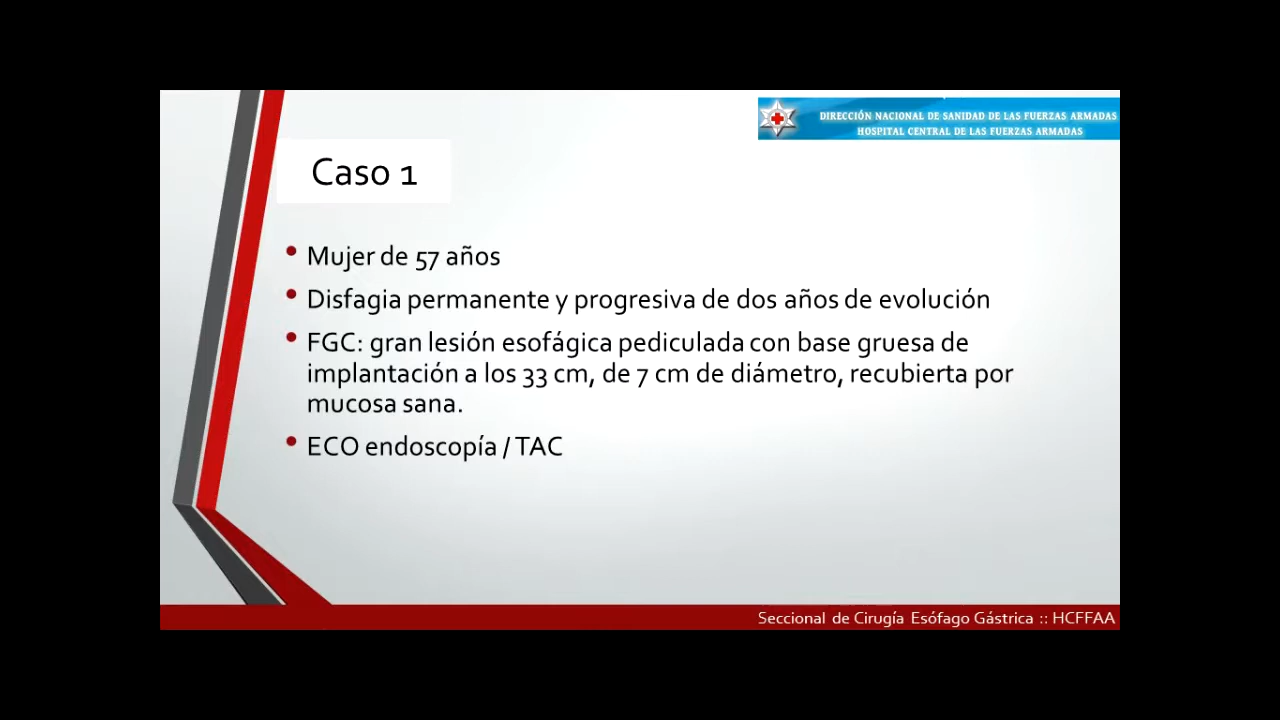 DIRECCIÓN NACIONAL DE SANIDAD DE LAS FUERZAS ARMADAS
HOSPITAL CENTRAL DE LAS FUERZAS ARMADAS
Caso 1
• Mujer de 57 años
• Disfagia permanente y progresiva de dos años de evolución
• FGC: gran lesión esofágica pediculada con base gruesa de
implantación a los 33 cm, de 7 cm de diámetro, recubierta por
mucosa sana.
• ECO endoscopía / TAC
Seccional de Cirugía Esófago Gástrica :: HCFFAA